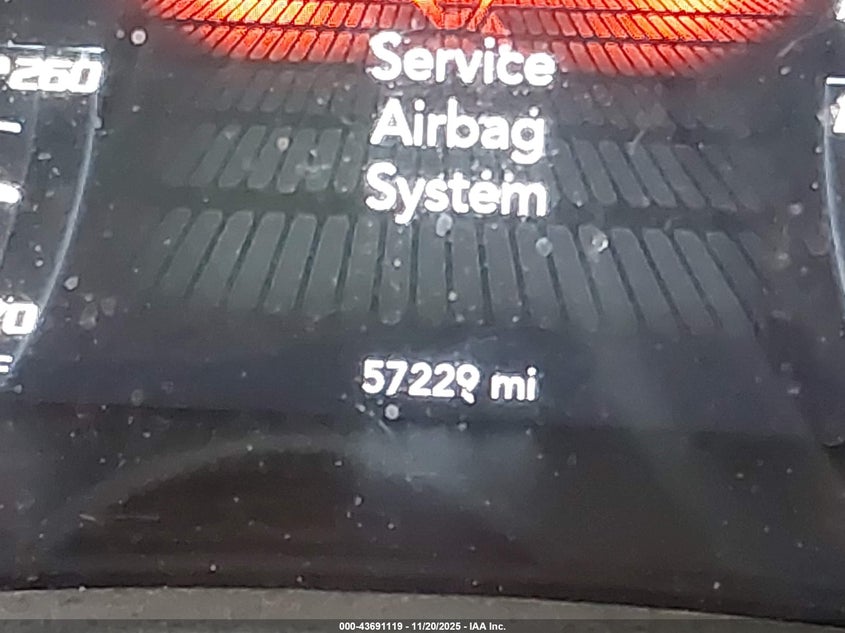 260
Service
Airbag
System
57229 mi
F
000-43691119 - 11/20/2025 - IAA Inc.